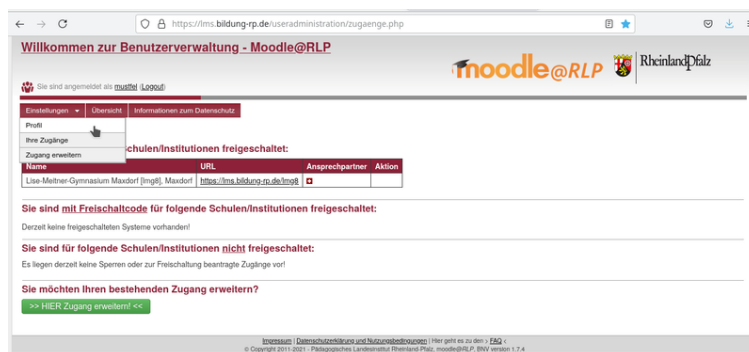 https://lms.bildung-rp.de/useradministration/zugaenge.php
Willkommen zur Benutzerverwaltung - Moodle@RLP
moodle@RLP RheinlandPfalz
Sie sind angemeldet als mustfel (Logout)
Einstellungen Übersicht Informationen zum Datenschutz
Profil
Ihre Zugänge
Zugang erweitern
chulen/Institutionen freigeschaltet:
Name URL Ansprechpartner Aktion
Lise-Meitner-Gymnasium Maxdorf [lmg8], Maxdorf https://lms.bildung-rp.de/lmg8
Sie sind mit Freischaltcode für folgende Schulen/Institutionen freigeschaltet:
Derzeit keine freigeschalteten Systeme vorhanden!
Sie sind für folgende Schulen/Institutionen nicht freigeschaltet:
Es liegen derzeit keine Sperren oder zur Freischaltung beantragte Zugänge vor!
Sie möchten Ihren bestehenden Zugang erweitern?
>> HIER Zugang erweitern! <<
Impressum | Datenschutzerklärung und Nutzungsbedingungen | Hier geht es zu den > FAQ <
© Copyright 2011-2021 - Pädagogisches Landesinstitut Rheinland-Pfalz, moodle@RLP, BNV version 1.7.4